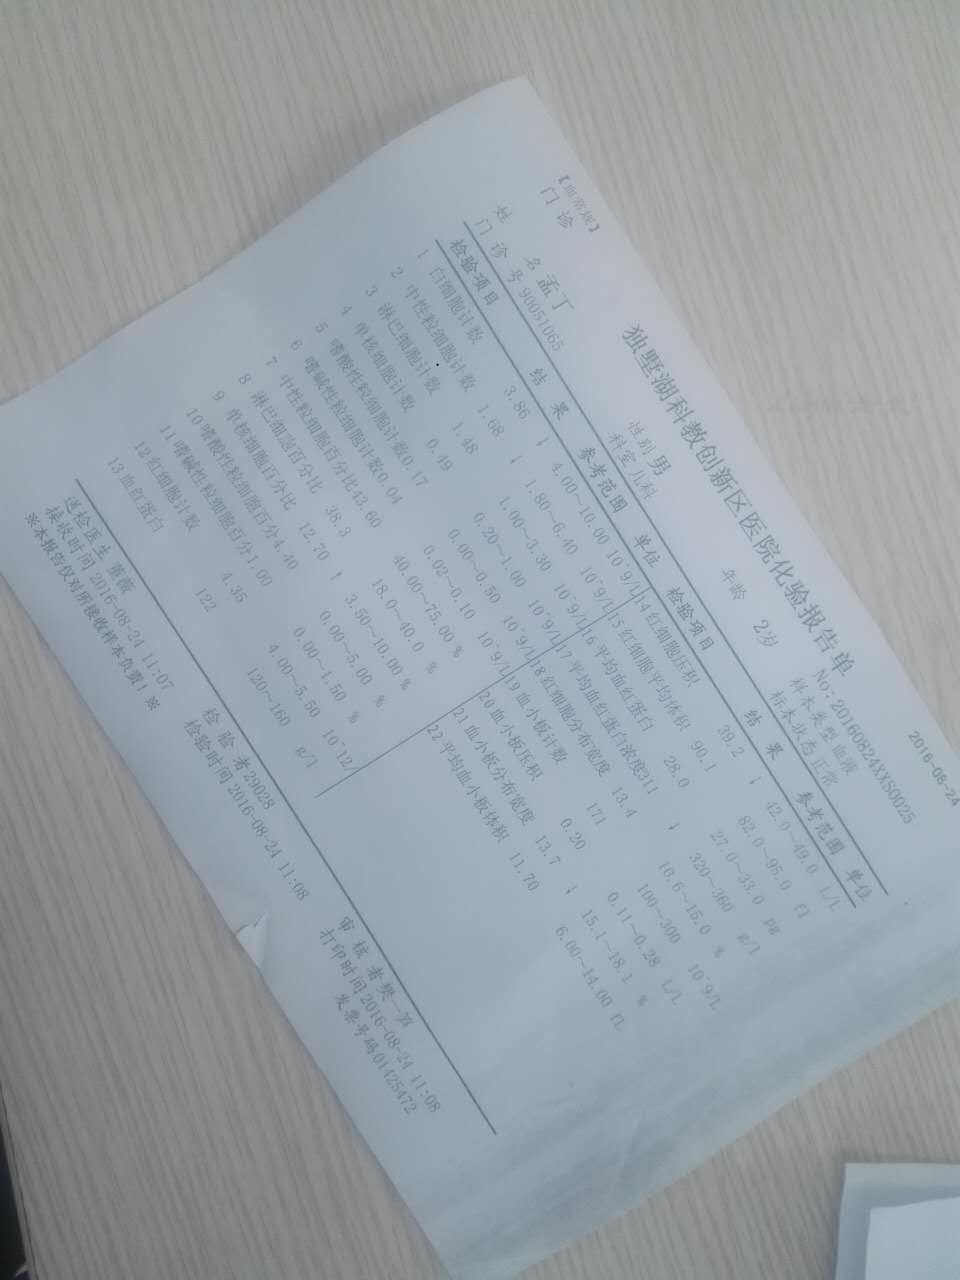 2016-08-24
独墅湖科教创新区医院化验报告单
No: 20160824XXS0025
【血常规】
门 诊
姓 名 孟丁 性别 男 年龄 2岁 样本类型 血液
门 诊 号 90051065 科室 儿科 标本状态 正常
检验项目 结 果 参考范围 单位 检验项目 结 果 参考范围 单位
1 白细胞计数 3.86 ↓ 4.00~10.00 10^9/L 14 红细胞压积 39.2 ↓ 42.0~49.0 L/L
2 中性粒细胞计数 1.68 ↓ 1.80~6.40 10^9/L 15 红细胞平均体积 90.1 82.0~95.0 fl
3 淋巴细胞计数 1.48 1.00~3.30 10^9/L 16 平均血红蛋白 28.0 27.0~33.0 pg
4 单核细胞计数 0.49 0.20~1.00 10^9/L 17 平均血红蛋白浓度311 ↓ 320~360 g/l
5 嗜酸性粒细胞计数0.17 0.00~0.50 10^9/L 18 红细胞分布宽度 13.4 10.6~15.0 %
6 嗜碱性粒细胞计数0.04 0.02~0.10 10^9/L 19 血小板计数 171 100~300 10^9/L
7 中性粒细胞百分比43.60 40.00~75.00 % 20 血小板压积 0.20 0.11~0.28 L/L
8 淋巴细胞百分比 38.3 18.0~40.0 % 21 血小板分布宽度 13.7 ↓ 15.1~18.1 %
9 单核细胞百分比 12.70 ↑ 3.50~10.00 % 22 平均血小板体积 11.70 6.00~14.00 fL
10 嗜酸性粒细胞百分4.40 0.00~5.00 %
11 嗜碱性粒细胞百分1.00 0.00~1.50 %
12 红细胞计数 4.35 4.00~5.50 10^12
13 血红蛋白 122 120~160 g/l
送检医生 蔷薇 检 验 者29028 审 核 者樊一笳
接收时间 2016-08-24 11:07 检验时间 2016-08-24 11:08 打印时间 2016-08-24 11:08
※本报告仅对所接收样本负责！※ 发票号码 01425472